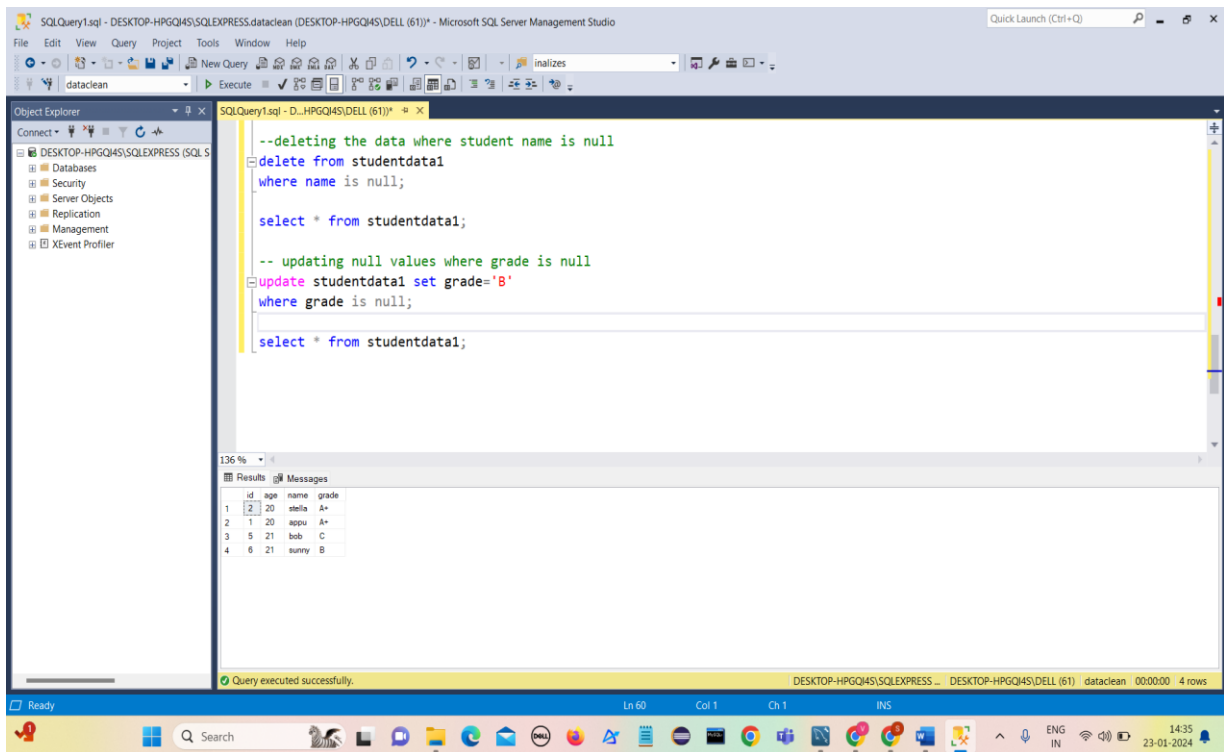 SQLQuery1.sql - DESKTOP-HPGQI4S\SQLEXPRESS.dataclean (DESKTOP-HPGQI4S\DELL (61))* - Microsoft SQL Server Management Studio
Quick Launch (Ctrl+Q)
File Edit View Query Project Tools Window Help
New Query
inalizes
dataclean
Execute
Object Explorer
SQLQuery1.sql - D...HPGQI4S\DELL (61))*
Connect
DESKTOP-HPGQI4S\SQLEXPRESS (SQL S
Databases
Security
Server Objects
Replication
Management
XEvent Profiler
--deleting the data where student name is null
delete from studentdata1
where name is null;
select * from studentdata1;
-- updating null values where grade is null
update studentdata1 set grade='B'
where grade is null;
select * from studentdata1;
136 %
Results Messages
id age name grade
1 2 20 stella A+
2 1 20 appu A+
3 5 21 bob C
4 6 21 sunny B
Query executed successfully.
DESKTOP-HPGQI4S\SQLEXPRESS ... DESKTOP-HPGQI4S\DELL (61) dataclean 00:00:00 4 rows
Ready
Ln 60 Col 1 Ch 1 INS
Search
DELL
ENG
IN
14:35
23-01-2024